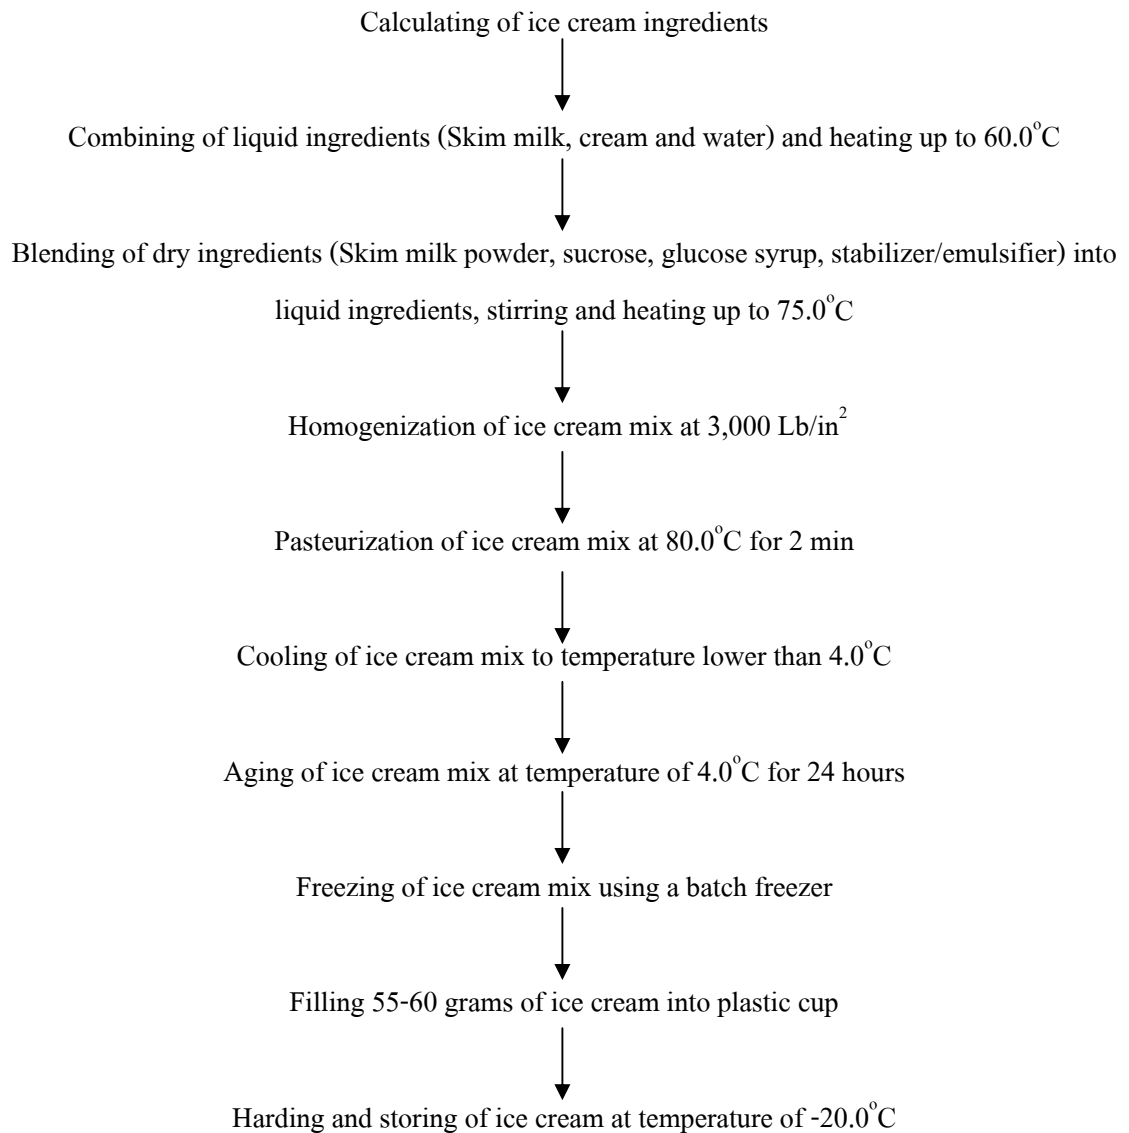 Calculating of ice cream ingredients
Combining of liquid ingredients (Skim milk, cream and water) and heating up to 60.0°C
Blending of dry ingredients (Skim milk powder, sucrose, glucose syrup, stabilizer/emulsifier) into
liquid ingredients, stirring and heating up to 75.0°C
Homogenization of ice cream mix at 3,000 Lb/in²
Pasteurization of ice cream mix at 80.0°C for 2 min
Cooling of ice cream mix to temperature lower than 4.0°C
Aging of ice cream mix at temperature of 4.0°C for 24 hours
Freezing of ice cream mix using a batch freezer
Filling 55-60 grams of ice cream into plastic cup
Harding and storing of ice cream at temperature of -20.0°C